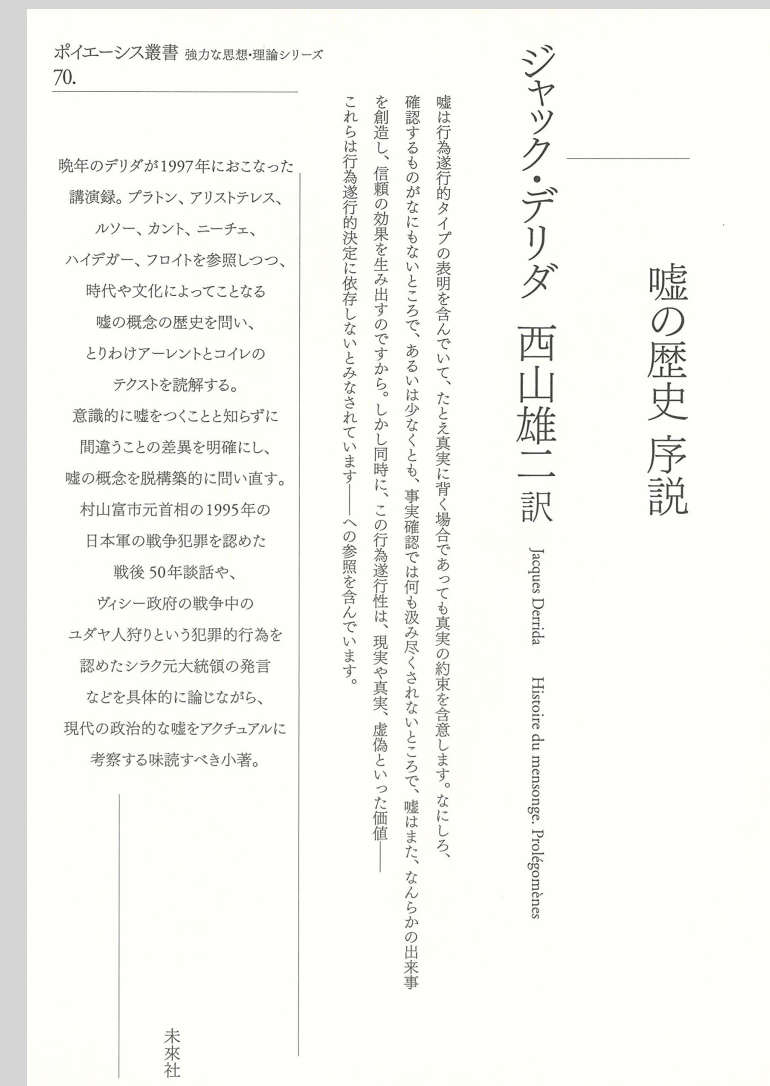 嘘の歴史 序説
ジャック・デリダ 西山雄二 訳
Jacques Derrida Histoire du mensonge. Prolégomènes
嘘は行為遂行的タイプの表明を含んでいて、たとえ真実に背く場合であっても真実の約束を含意します。なにしろ、
確認するものがなにもないところで、あるいは少なくとも、事実確認では何も汲み尽くされないところで、嘘はまた、なんらかの出来事
を創造し、信頼の効果を生み出すのですから。しかし同時に、この行為遂行性は、現実や真実、虚偽といった価値——
これらは行為遂行的決定に依存しないとみなされています——への参照を含んでいます。
ポイエーシス叢書 強力な思想・理論シリーズ
70.
晩年のデリダが1997年におこなった
講演録。プラトン、アリストテレス、
ルソー、カント、ニーチェ、
ハイデガー、フロイトを参照しつつ、
時代や文化によってことなる
嘘の概念の歴史を問い、
とりわけアーレントとコイレの
テクストを読解する。
意識的に嘘をつくことと知らずに
間違うことの差異を明確にし、
嘘の概念を脱構築的に問い直す。
村山富市元首相の1995年の
日本軍の戦争犯罪を認めた
戦後50年談話や、
ヴィシー政府の戦争中の
ユダヤ人狩りという犯罪的行為を
認めたシラク元大統領の発言
などを具体的に論じながら、
現代の政治的な嘘をアクチュアルに
考察する味読すべき小著。
未來社